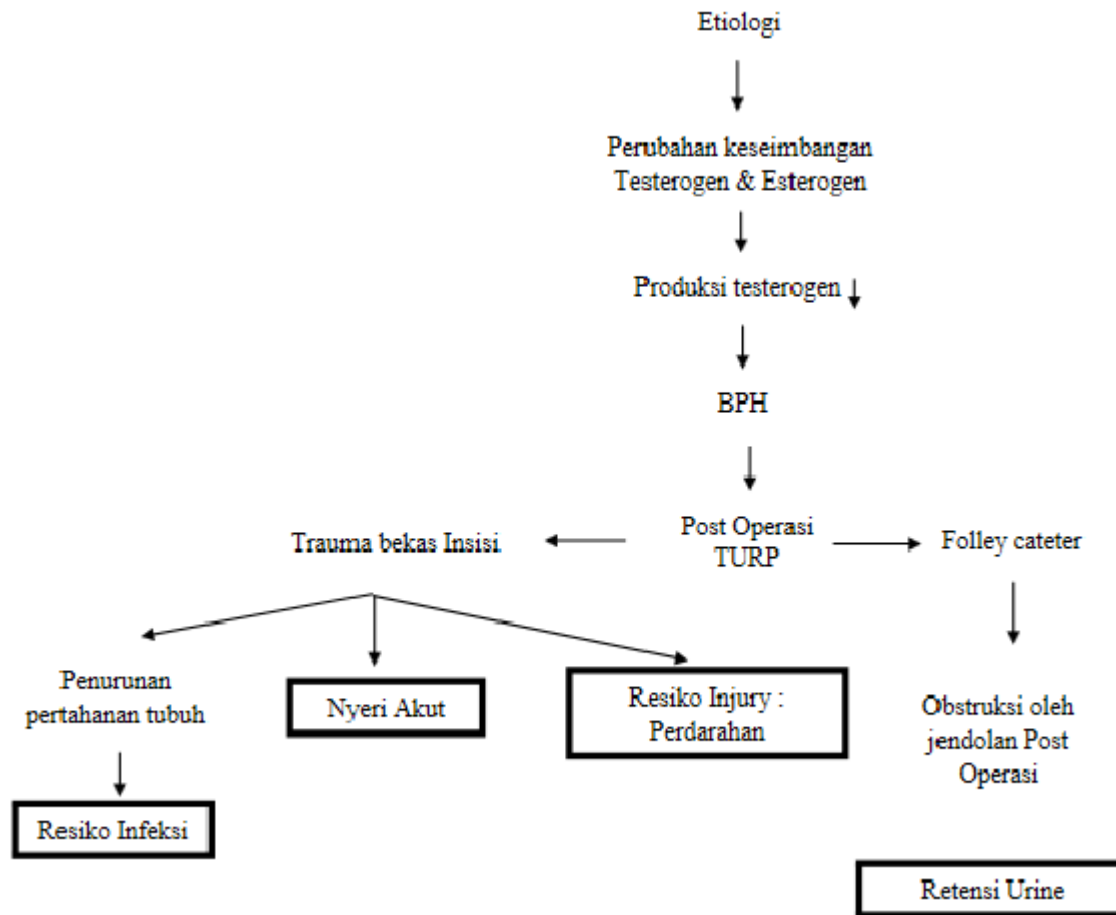 Etiologi
Perubahan keseimbangan
Testerogen & Esterogen
Produksi testerogen
BPH
Post Operasi
TURP
Trauma bekas Insisi.
Folley cateter
Penurunan
pertahanan tubuh
Nyeri Akut
Resiko Injury :
Perdarahan
Obstruksi oleh
jendolan Post
Operasi
Resiko Infeksi
Retensi Urine